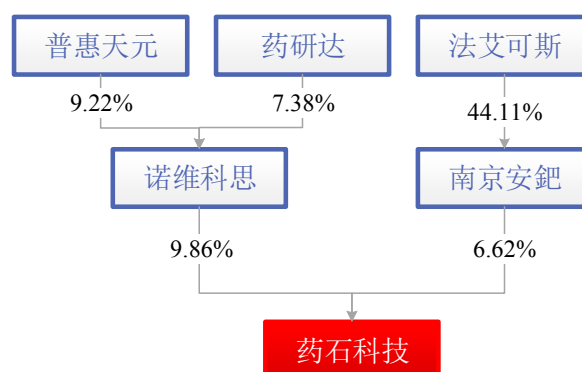 普惠天元 药研达 法艾可斯
9.22% 7.38% 44.11%
诺维科思 南京安鈀
9.86% 6.62%
药石科技